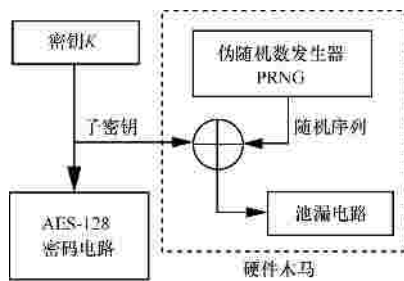 密钥K
伪随机数发生器
PRNG
子密钥
随机序列
AES-128
密码电路
泄漏电路
硬件木马